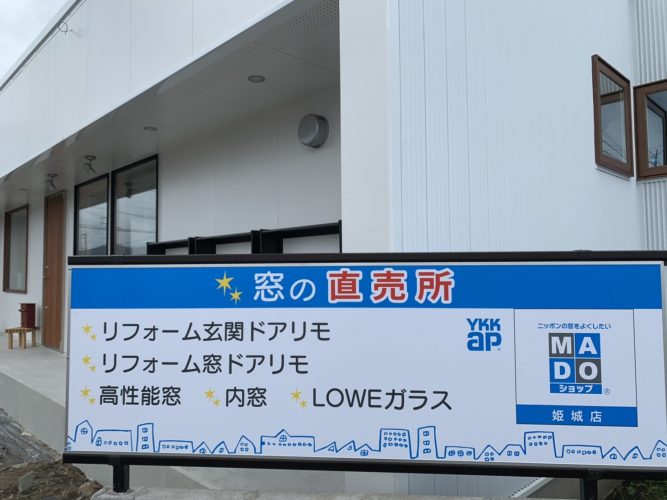 窓の直売所
リフォーム玄関ドアリモ
リフォーム窓ドアリモ
高性能窓 内窓 LOWEガラス
YKK
ap®
ニッポンの窓をよくしたい
MA
DO
ショップ®
姫城店